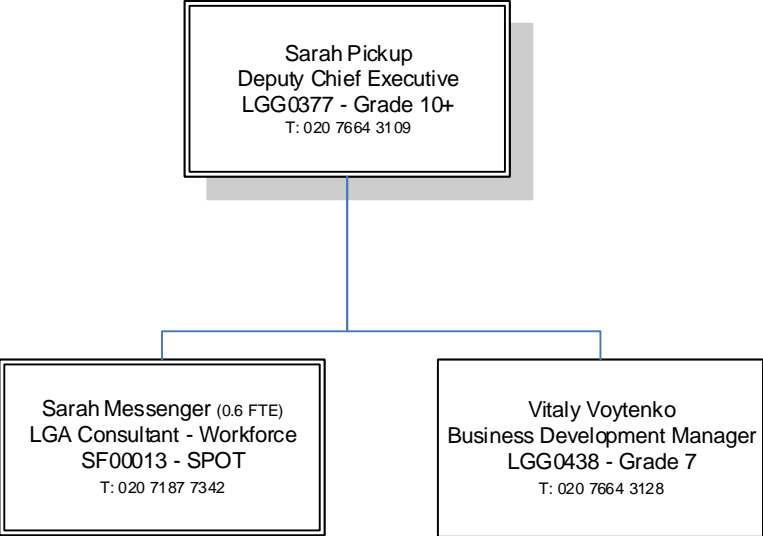 Sarah Pickup
Deputy Chief Executive
LGG0377 - Grade 10+
T: 020 7664 3109
Sarah Messenger (0.6 FTE)
LGA Consultant - Workforce
SF00013 - SPOT
T: 020 7187 7342
Vitaly Voytenko
Business Development Manager
LGG0438 - Grade 7
T: 020 7664 3128